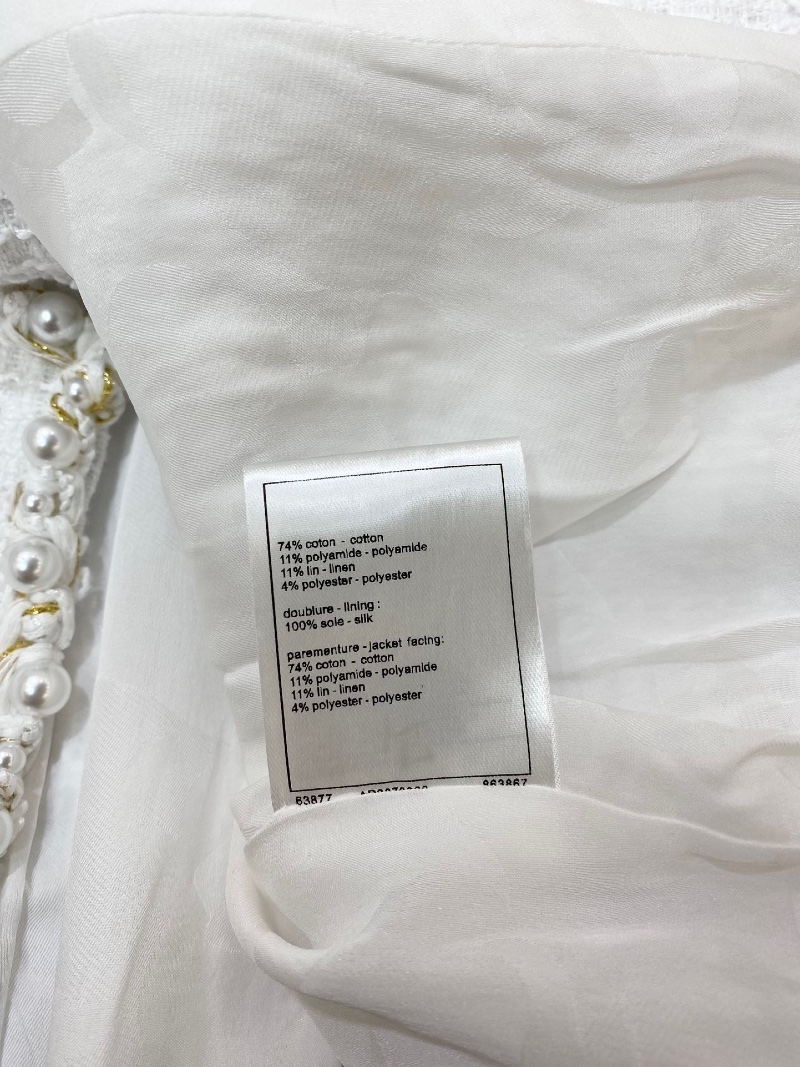 74% coton - cotton
11% polyamide - polyamide
11% lin - linen
4% polyester - polyester
doublure - lining :
100% soie - silk
parementure - jacket facing:
74% coton - cotton
11% polyamide - polyamide
11% lin - linen
4% polyester - polyester
63877 863867